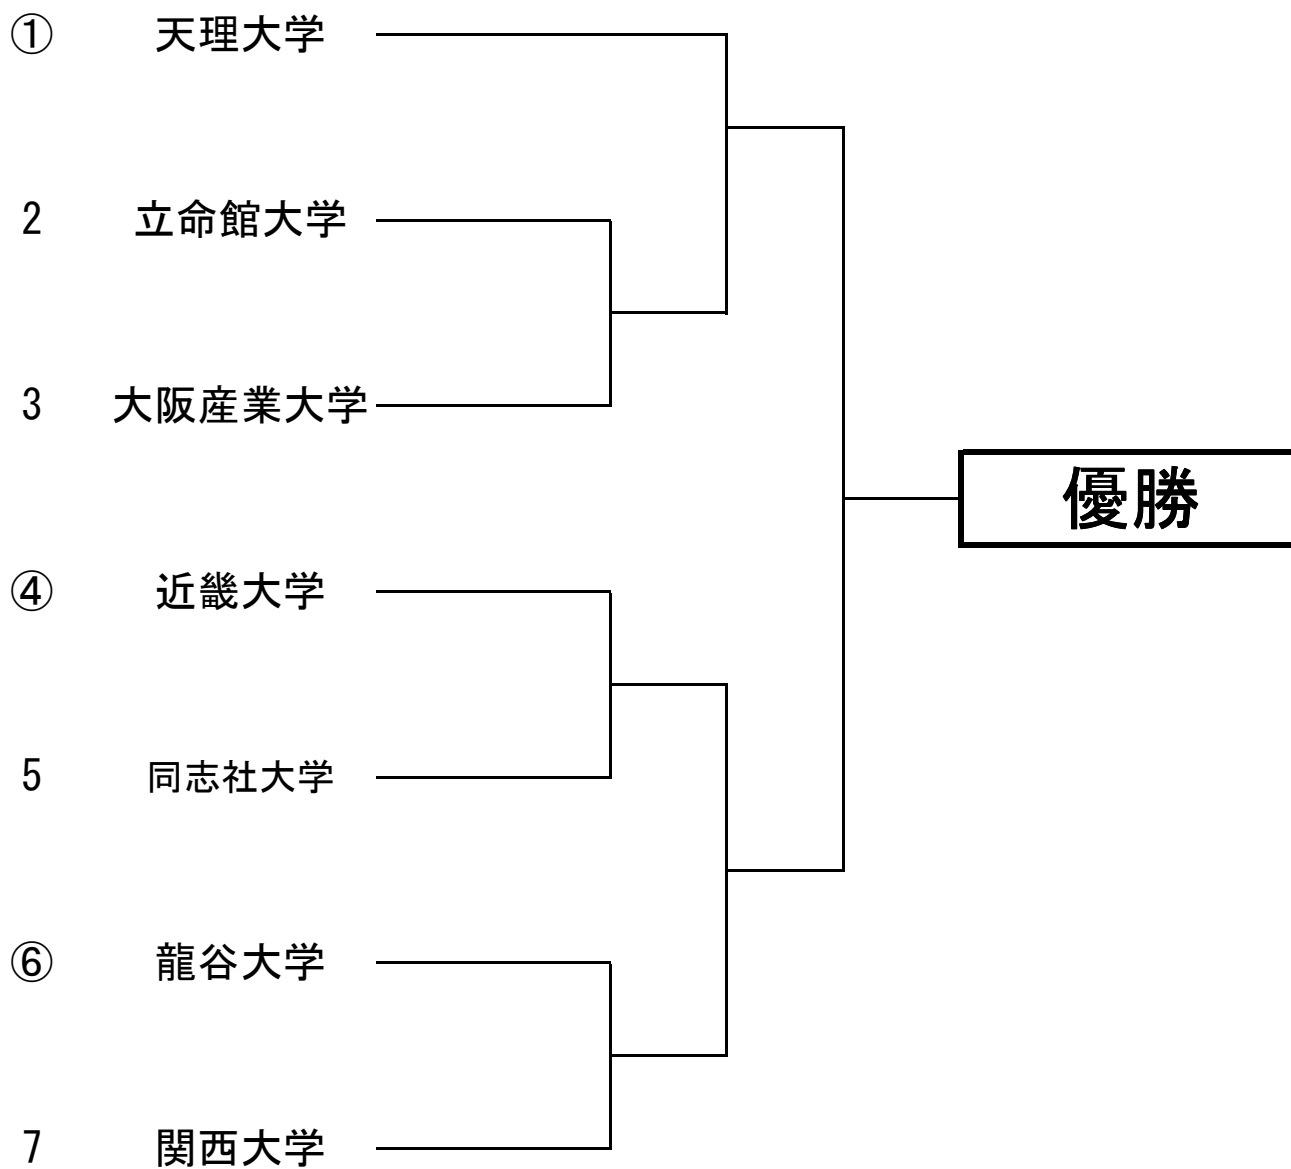 ① 天理大学
2 立命館大学
3 大阪産業大学
優勝
④ 近畿大学
5 同志社大学
⑥ 龍谷大学
7 関西大学